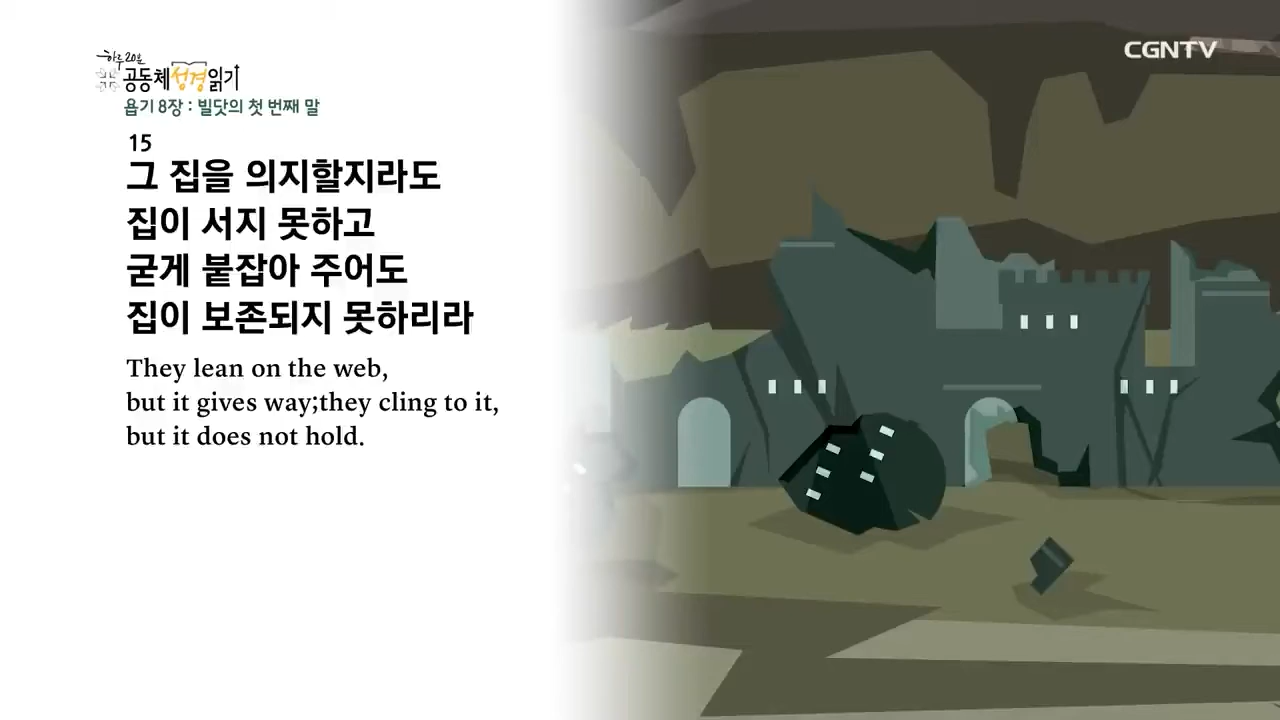 하루 20분
공동체성경읽기
욥기 8장 : 빌닷의 첫 번째 말
15
그 집을 의지할지라도
집이 서지 못하고
굳게 붙잡아 주어도
집이 보존되지 못하리라
They lean on the web,
but it gives way;they cling to it,
but it does not hold.
CGNTV